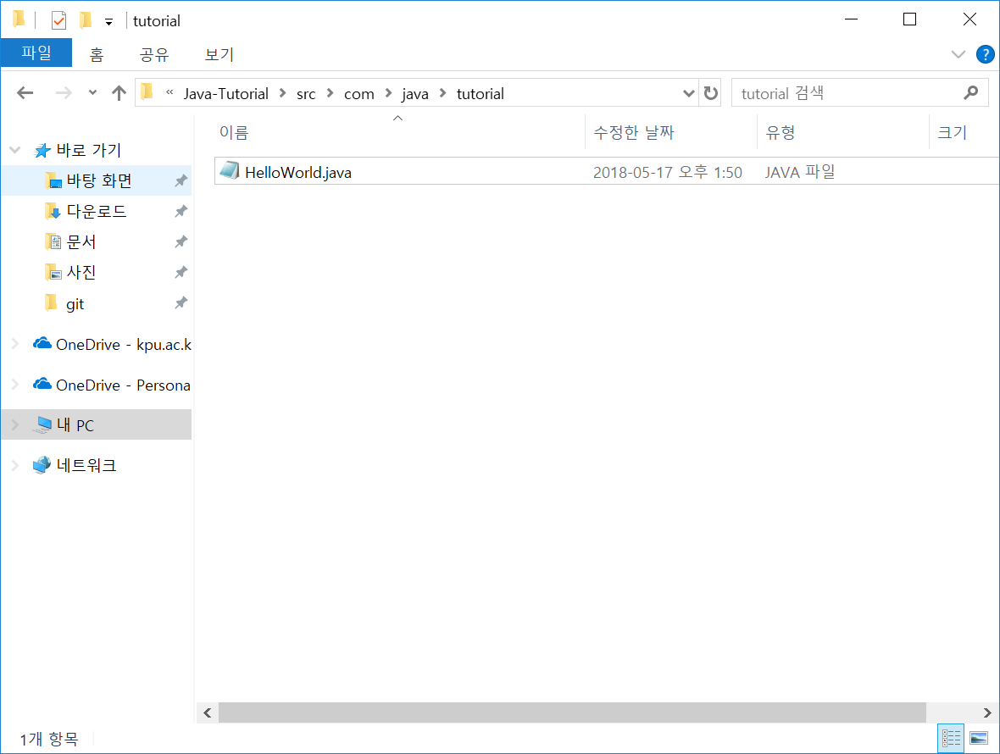 tutorial
파일 홈 공유 보기
?
« Java-Tutorial > src > com > java > tutorial
tutorial 검색
이름 수정한 날짜 유형 크기
HelloWorld.java 2018-05-17 오후 1:50 JAVA 파일
바로 가기
바탕 화면
다운로드
문서
사진
git
OneDrive - kpu.ac.k
OneDrive - Persona
내 PC
네트워크
1개 항목